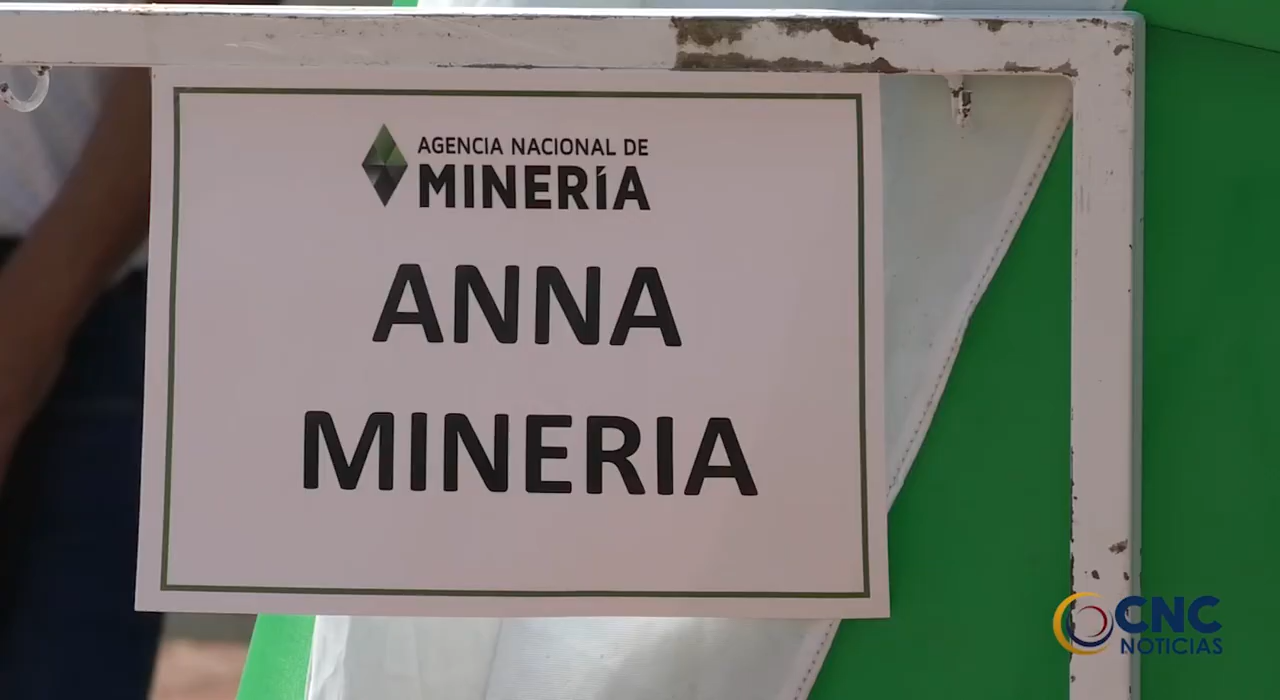 AGENCIA NACIONAL DE
MINERÍA
ANNA
MINERIA
CNC
NOTICIAS